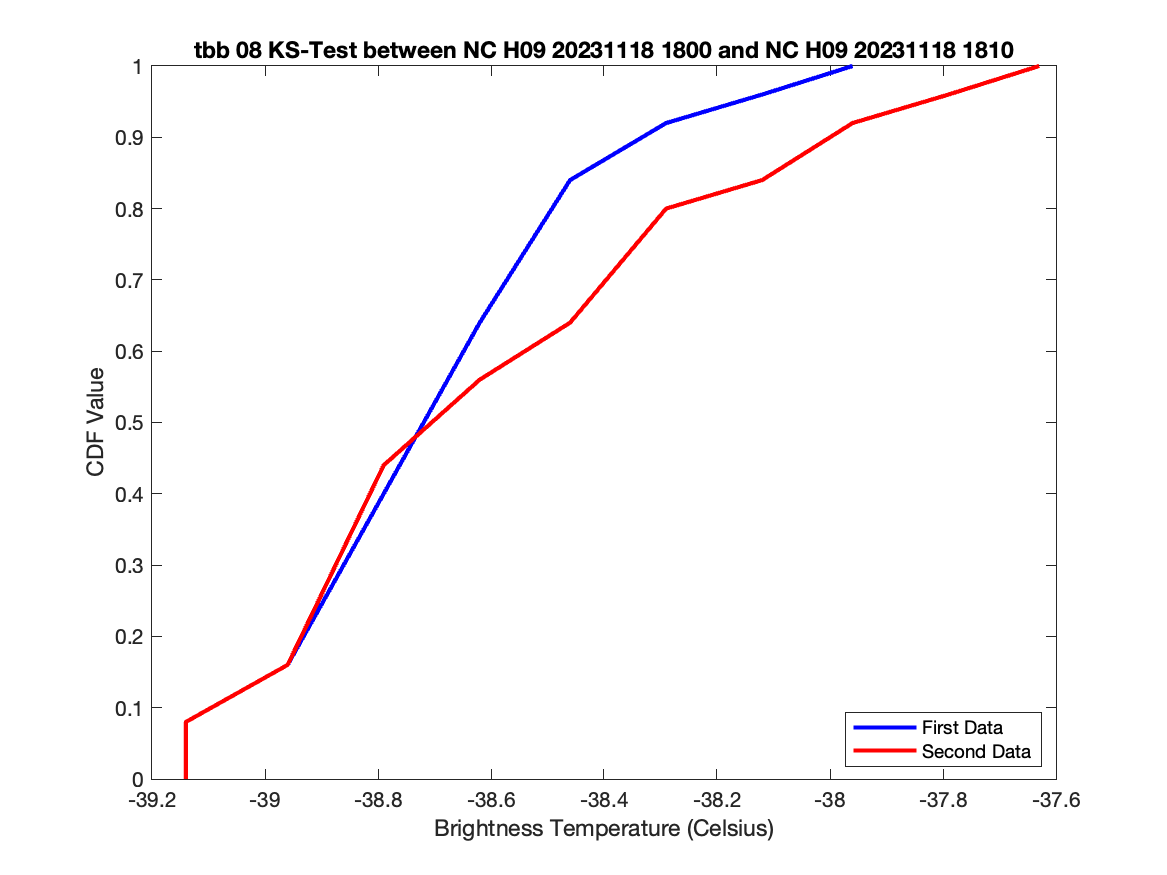 tbb 08 KS-Test between NC H09 20231118 1800 and NC H09 20231118 1810
1
0.9
0.8
0.7
0.6
0.5
0.4
0.3
0.2
0.1
0
CDF Value
First Data
Second Data
-39.2 -39 -38.8 -38.6 -38.4 -38.2 -38 -37.8 -37.6
Brightness Temperature (Celsius)